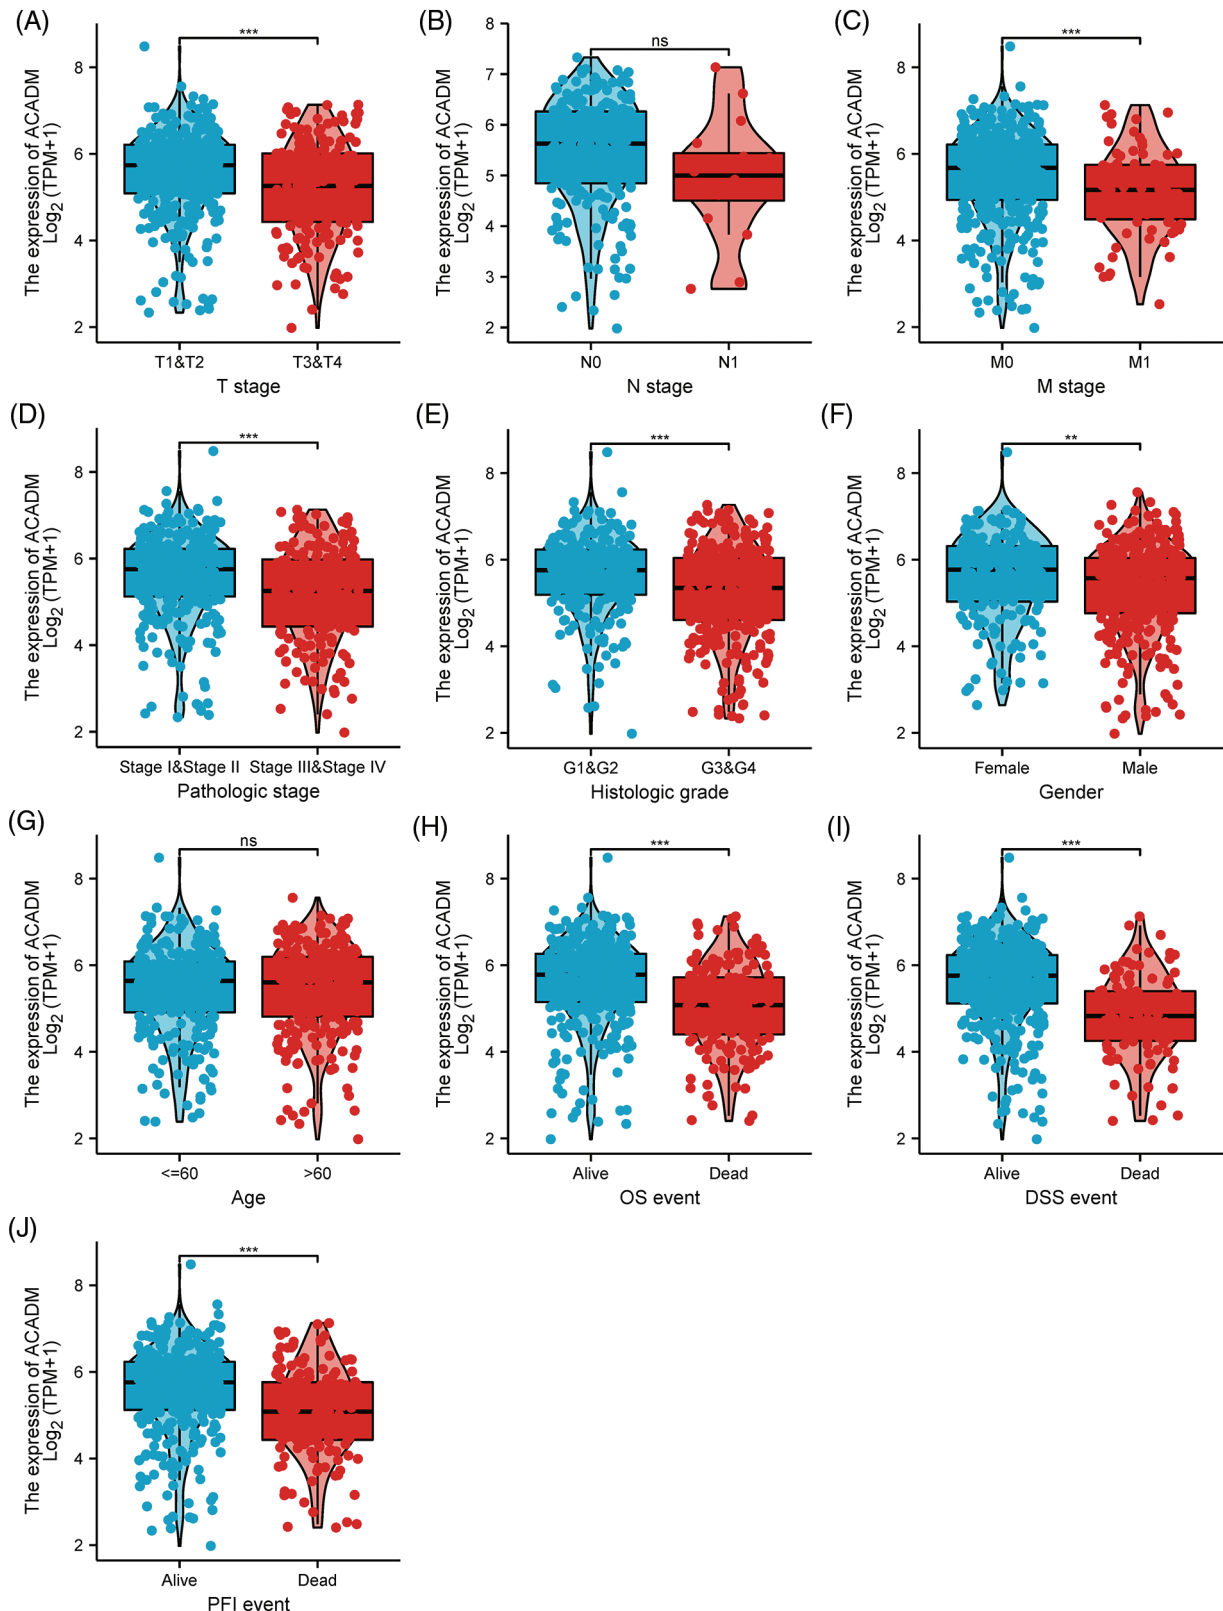 (A)
***
The expression of ACADM
Log2 (TPM+1)
8
6
4
2
T1&T2
T3&T4
T stage
(B)
ns
The expression of ACADM
Log2 (TPM+1)
8
7
6
5
4
3
2
N0
N1
N stage
(C)
***
The expression of ACADM
Log2 (TPM+1)
8
6
4
2
M0
M1
M stage
(D)
***
The expression of ACADM
Log2 (TPM+1)
8
6
4
2
Stage I&Stage II
Stage III&Stage IV
Pathologic stage
(E)
***
The expression of ACADM
Log2 (TPM+1)
8
6
4
2
G1&G2
G3&G4
Histologic grade
(F)
**
The expression of ACADM
Log2 (TPM+1)
8
6
4
2
Female
Male
Gender
(G)
ns
The expression of ACADM
Log2 (TPM+1)
8
6
4
2
<=60
>60
Age
(H)
***
The expression of ACADM
Log2 (TPM+1)
8
6
4
2
Alive
Dead
OS event
(I)
***
The expression of ACADM
Log2 (TPM+1)
8
6
4
2
Alive
Dead
DSS event
(J)
***
The expression of ACADM
Log2 (TPM+1)
8
6
4
2
Alive
Dead
PFI event